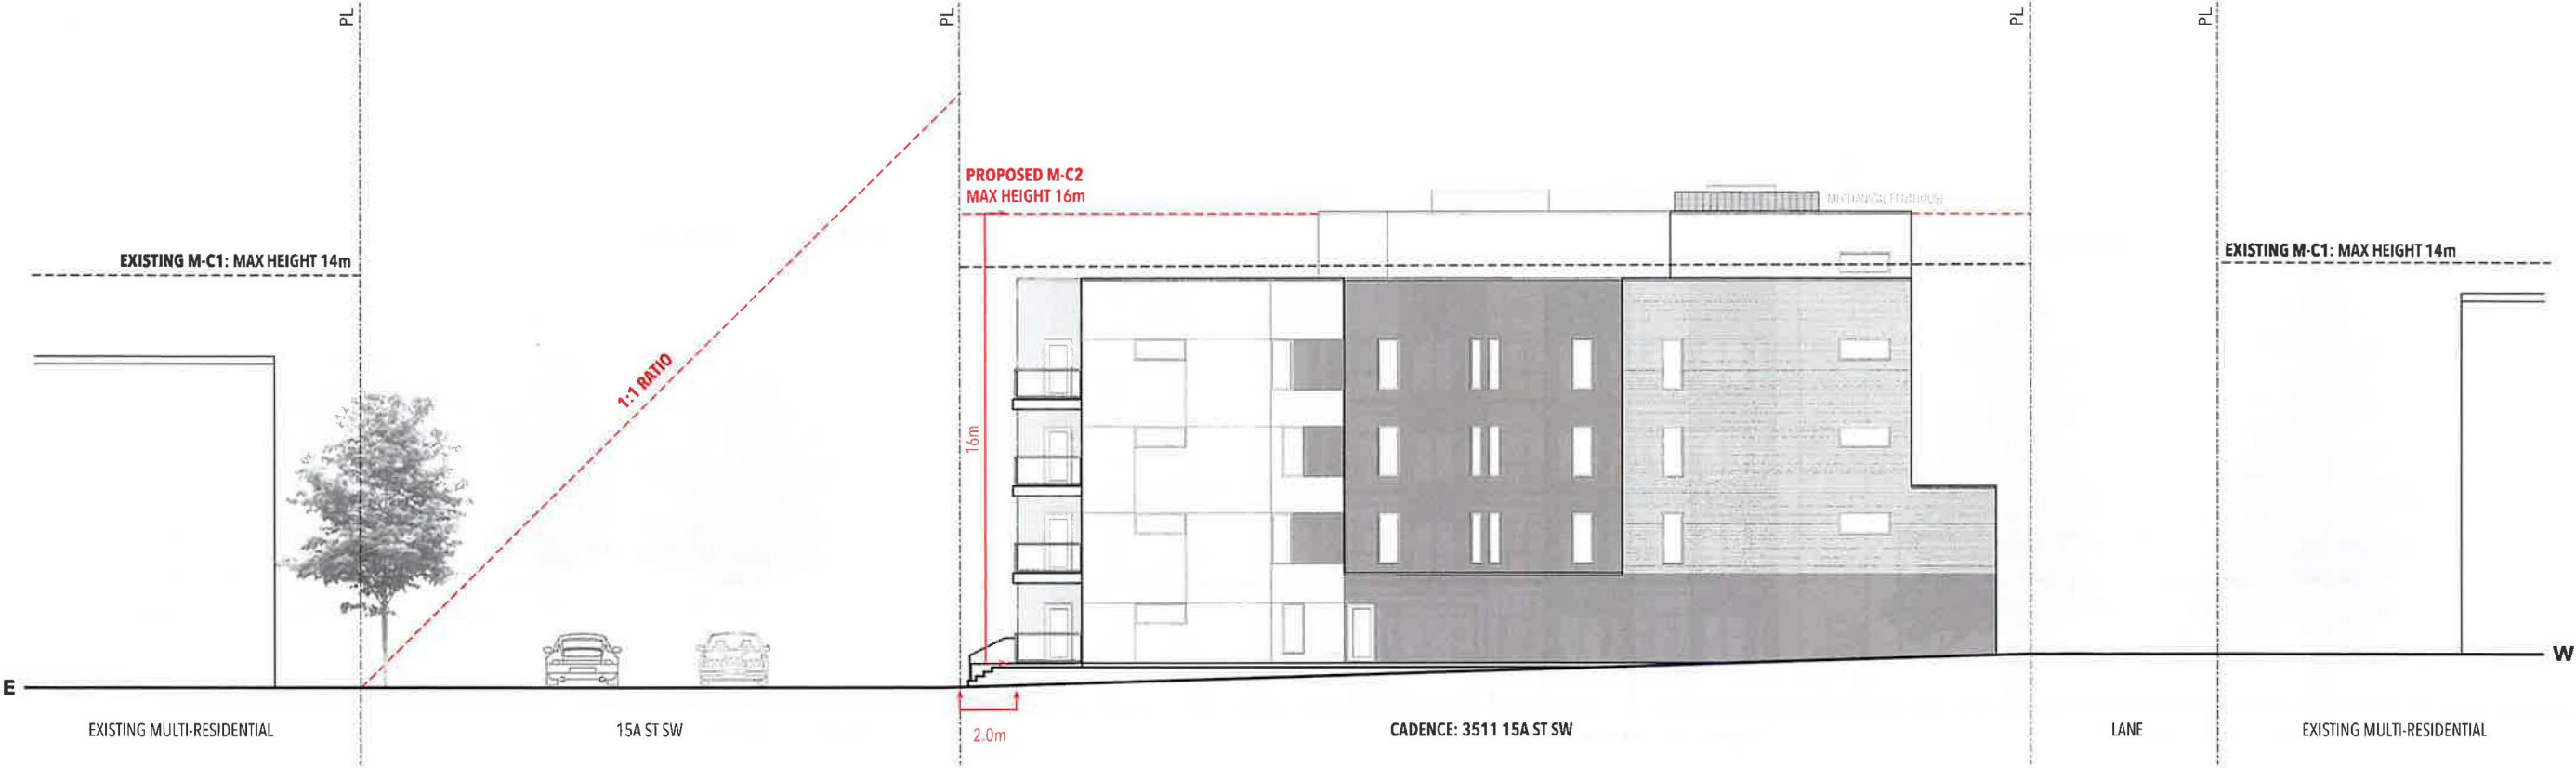 PL
PL
PL
PL
PROPOSED M-C2
MAX HEIGHT 16m
MECHANICAL PENTHOUSE
EXISTING M-C1: MAX HEIGHT 14m
EXISTING M-C1: MAX HEIGHT 14m
1:1 RATIO
16m
E
W
EXISTING MULTI-RESIDENTIAL
15A ST SW
2.0m
CADENCE: 3511 15A ST SW
LANE
EXISTING MULTI-RESIDENTIAL